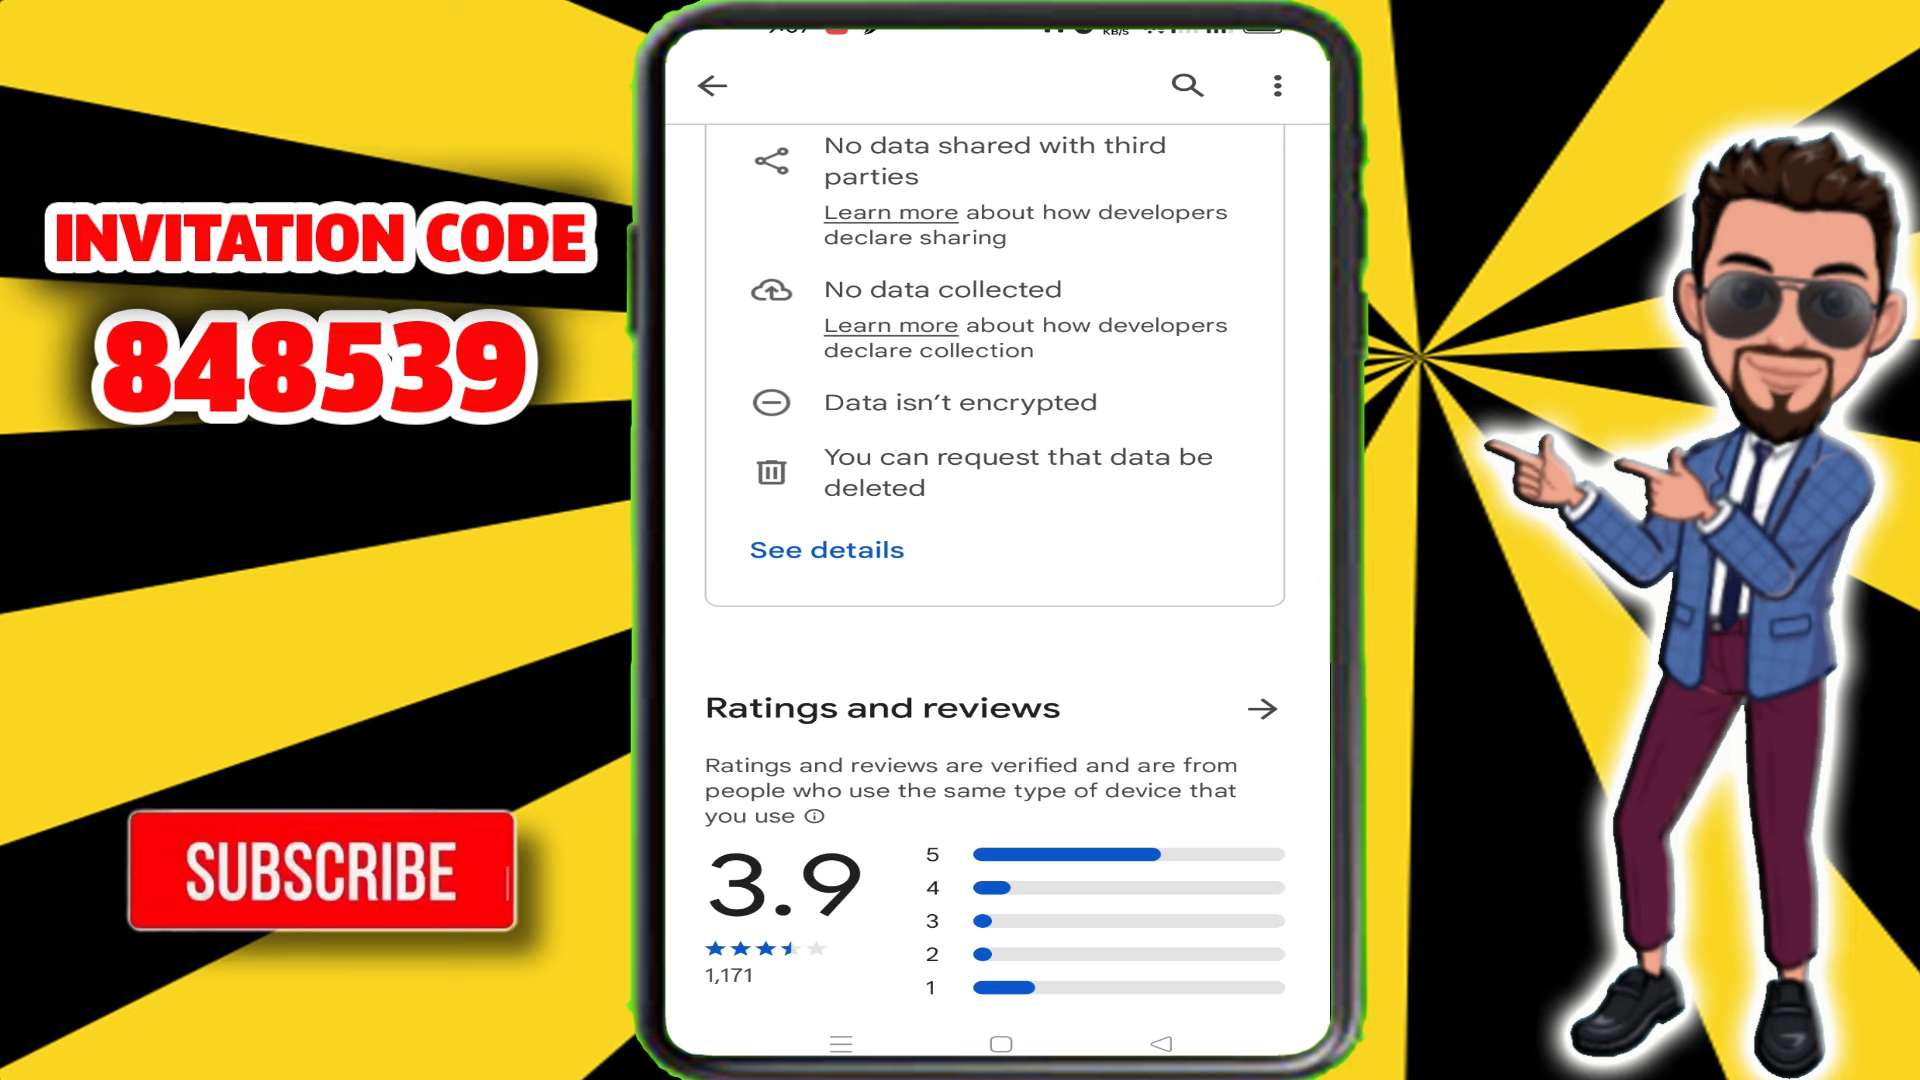 KB/S
INVITATION CODE
848539
SUBSCRIBE
No data shared with third
parties
Learn more about how developers
declare sharing
No data collected
Learn more about how developers
declare collection
Data isn’t encrypted
You can request that data be
deleted
See details
Ratings and reviews
Ratings and reviews are verified and are from
people who use the same type of device that
you use
3.9
1,171
5
4
3
2
1